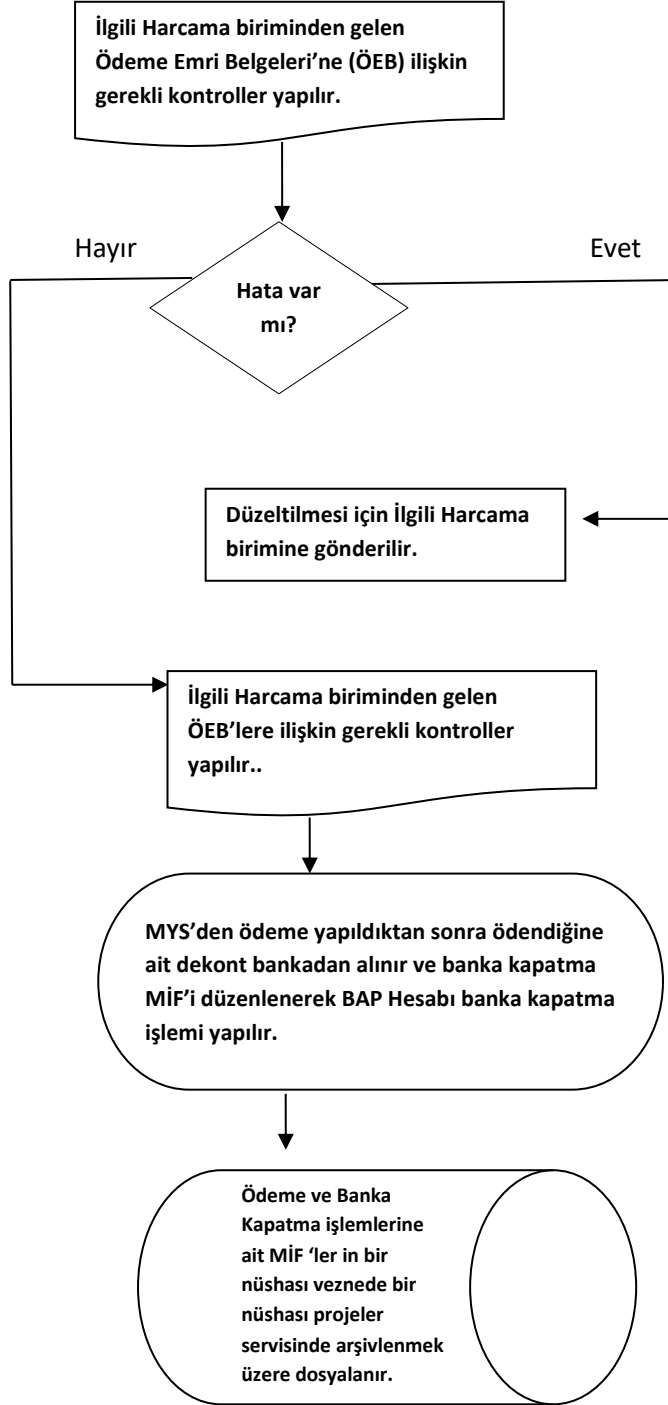 İlgili Harcama biriminden gelen
Ödeme Emri Belgeleri’ne (ÖEB) ilişkin
gerekli kontroller yapılır.
Hayır
Evet
Hata var
mı?
Düzeltilmesi için İlgili Harcama
birimine gönderilir.
İlgili Harcama biriminden gelen
ÖEB’lere ilişkin gerekli kontroller
yapılır..
MYS’den ödeme yapıldıktan sonra ödendiğine
ait dekont bankadan alınır ve banka kapatma
MİF’i düzenlenerek BAP Hesabı banka kapatma
işlemi yapılır.
Ödeme ve Banka
Kapatma işlemlerine
ait MİF ‘ler in bir
nüshası veznede bir
nüshası projeler
servisinde arşivlenmek
üzere dosyalanır.